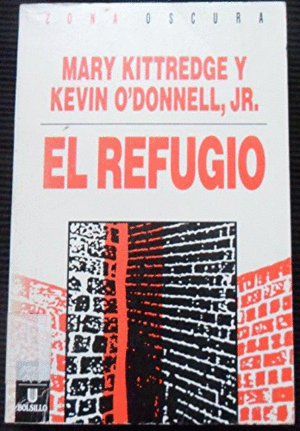 ZONA OSCURA
MARY KITTREDGE Y
KEVIN O'DONNELL, JR.
EL REFUGIO
U
BOLSILLO